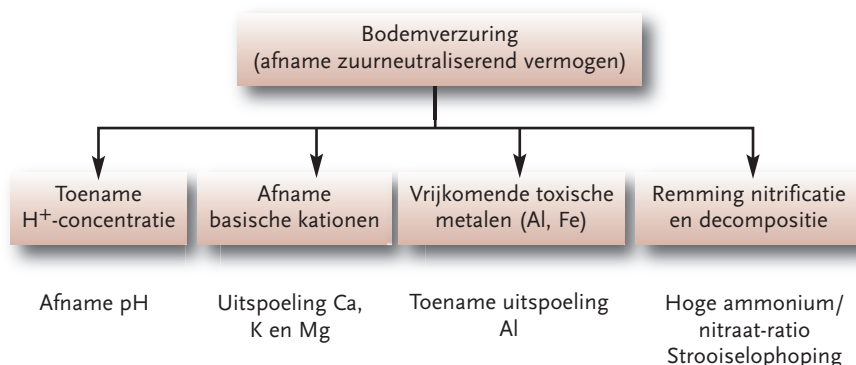 Bodemverzuring
(afname zuurneutraliserend vermogen)
Toename
H⁺-concentratie
Afname
basische kationen
Vrijkomende toxische
metalen (Al, Fe)
Remming nitrificatie
en decompositie
Afname pH
Uitspoeling Ca,
K en Mg
Toename uitspoeling
Al
Hoge ammonium/
nitraat-ratio
Strooiselophoping